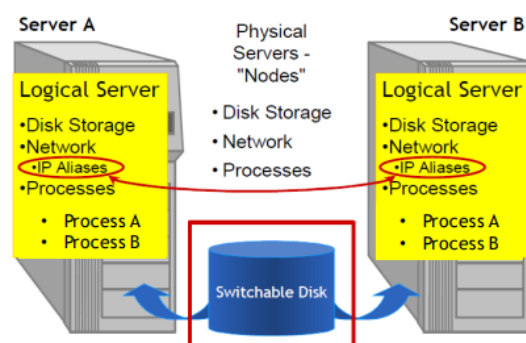 Server A
Logical Server
•Disk Storage
•Network
•IP Aliases
•Processes
• Process A
• Process B
Physical
Servers -
"Nodes"
• Disk Storage
• Network
• Processes
Switchable Disk
Server B
Logical Server
•Disk Storage
•Network
•IP Aliases
•Processes
• Process A
• Process B